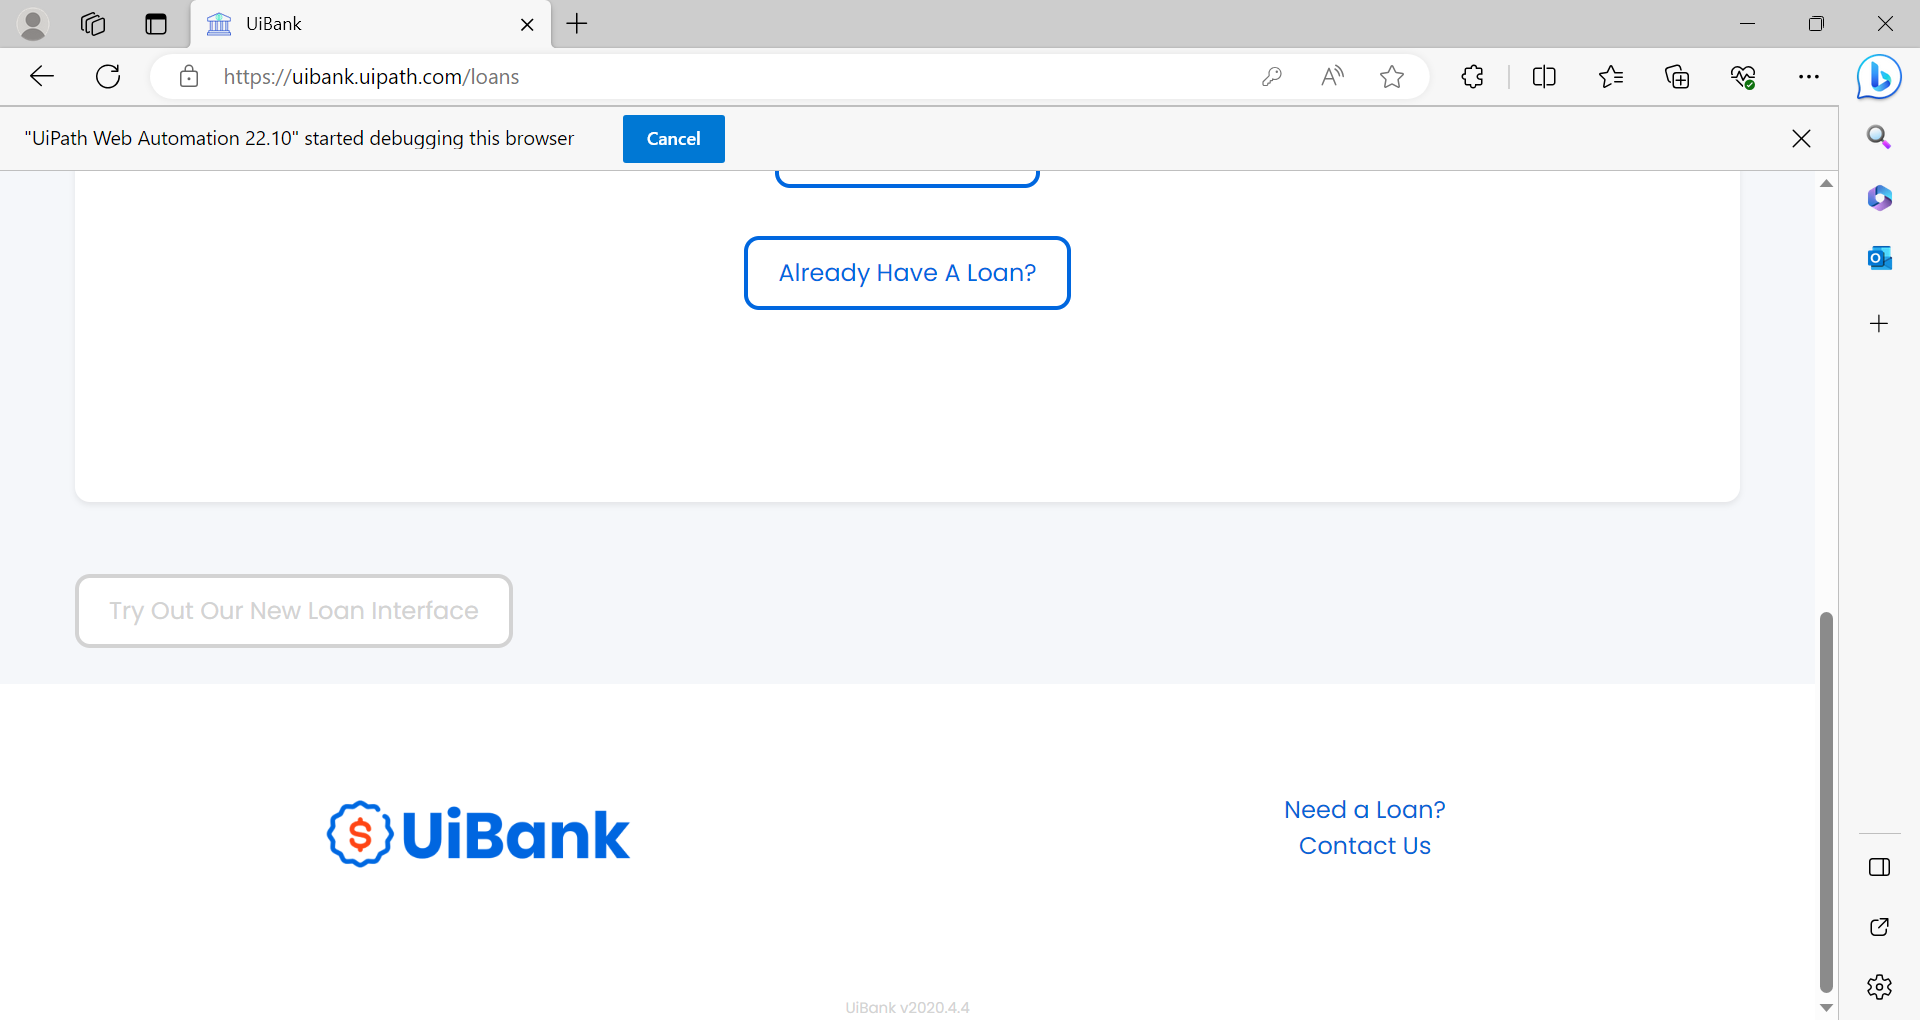 UiBank
https://uibank.uipath.com/loans
"UiPath Web Automation 22.10" started debugging this browser
Cancel
Already Have A Loan?
Try Out Our New Loan Interface
$ UiBank
Need a Loan?
Contact Us
UiBank v2020.4.4